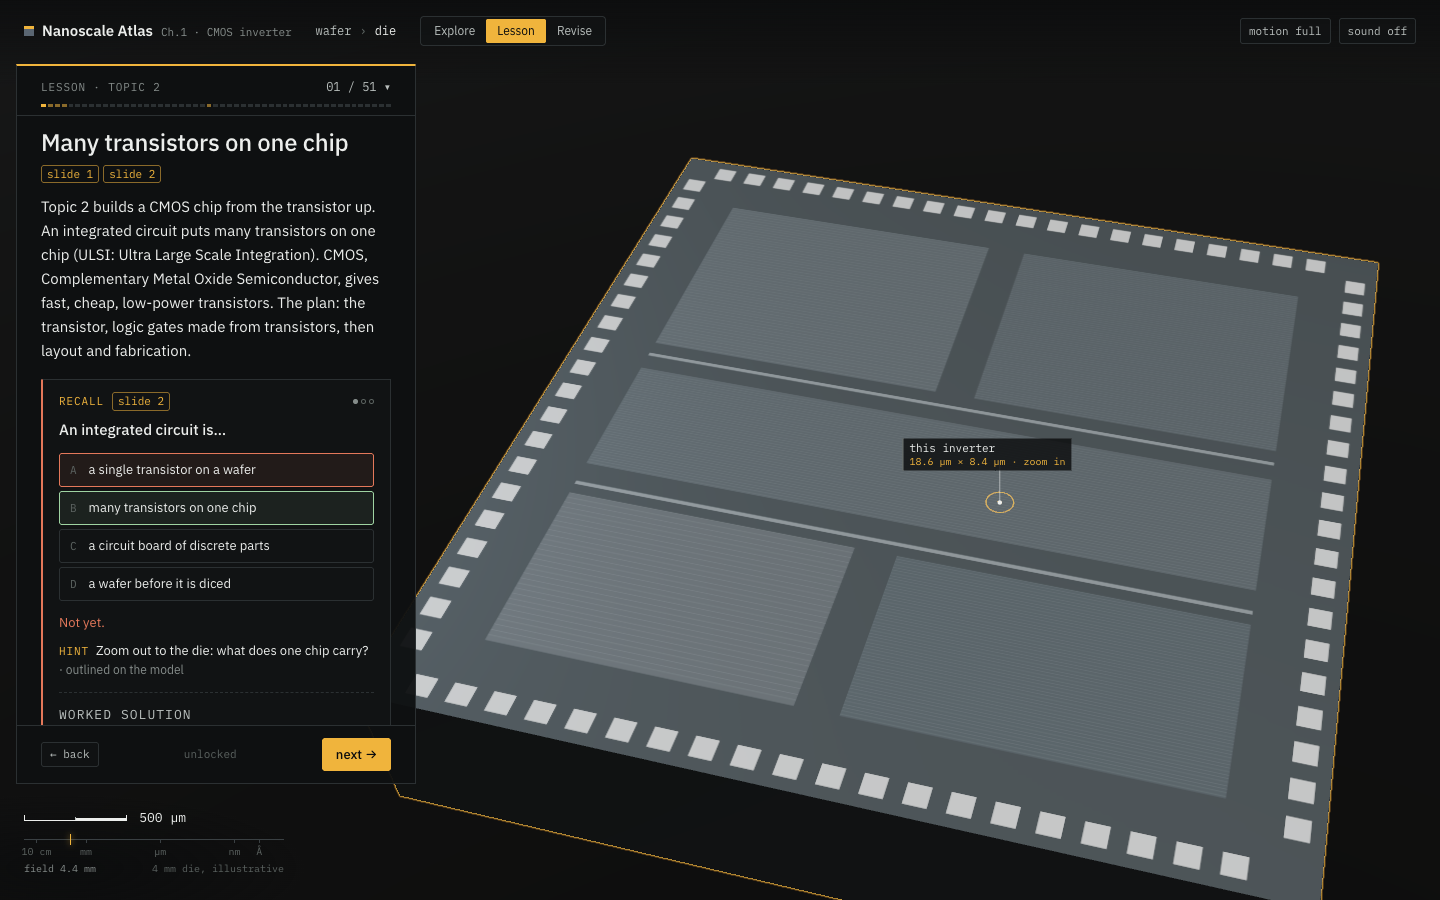 Nanoscale Atlas Ch.1 · CMOS inverter wafer › die Explore Lesson Revise motion full sound off
LESSON · TOPIC 2 01 / 51 ▾
Many transistors on one chip
slide 1 slide 2
Topic 2 builds a CMOS chip from the transistor up.
An integrated circuit puts many transistors on one
chip (ULSI: Ultra Large Scale Integration). CMOS,
Complementary Metal Oxide Semiconductor, gives
fast, cheap, low-power transistors. The plan: the
transistor, logic gates made from transistors, then
layout and fabrication.
RECALL slide 2
An integrated circuit is...
A a single transistor on a wafer
B many transistors on one chip
C a circuit board of discrete parts
D a wafer before it is diced
Not yet.
HINT Zoom out to the die: what does one chip carry?
· outlined on the model
WORKED SOLUTION
← back unlocked next →
this inverter
18.6 µm × 8.4 µm · zoom in
500 µm
10 cm mm µm nm Å
field 4.4 mm 4 mm die, illustrative